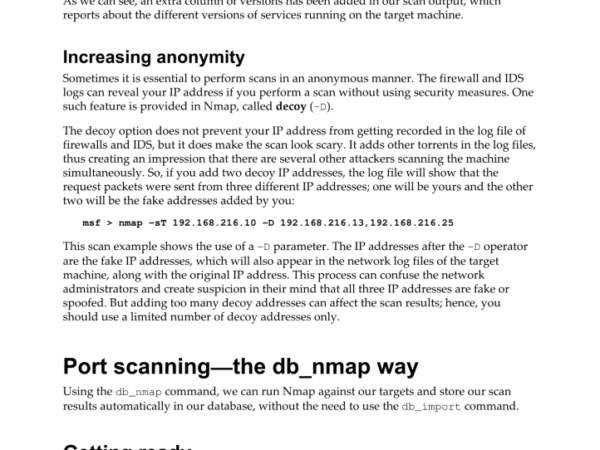 As we can see, an extra column of versions has been added in our scan output, which
reports about the different versions of services running on the target machine.
Increasing anonymity
Sometimes it is essential to perform scans in an anonymous manner. The firewall and IDS
logs can reveal your IP address if you perform a scan without using security measures. One
such feature is provided in Nmap, called decoy (–D).
The decoy option does not prevent your IP address from getting recorded in the log file of
firewalls and IDS, but it does make the scan look scary. It adds other torrents in the log files,
thus creating an impression that there are several other attackers scanning the machine
simultaneously. So, if you add two decoy IP addresses, the log file will show that the
request packets were sent from three different IP addresses; one will be yours and the other
two will be the fake addresses added by you:
msf > nmap –sT 192.168.216.10 –D 192.168.216.13,192.168.216.25
This scan example shows the use of a –D parameter. The IP addresses after the –D operator
are the fake IP addresses, which will also appear in the network log files of the target
machine, along with the original IP address. This process can confuse the network
administrators and create suspicion in their mind that all three IP addresses are fake or
spoofed. But adding too many decoy addresses can affect the scan results; hence, you
should use a limited number of decoy addresses only.
Port scanning—the db_nmap way
Using the db_nmap command, we can run Nmap against our targets and store our scan
results automatically in our database, without the need to use the db_import command.
Getting ready